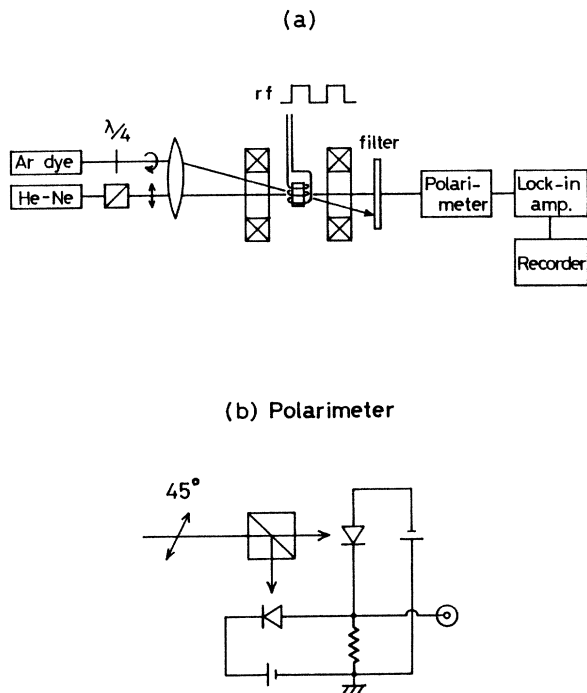 (a)
rf
λ/4
filter
Ar dye
He-Ne
Polari-
meter
Lock-in
amp.
Recorder
(b) Polarimeter
45°